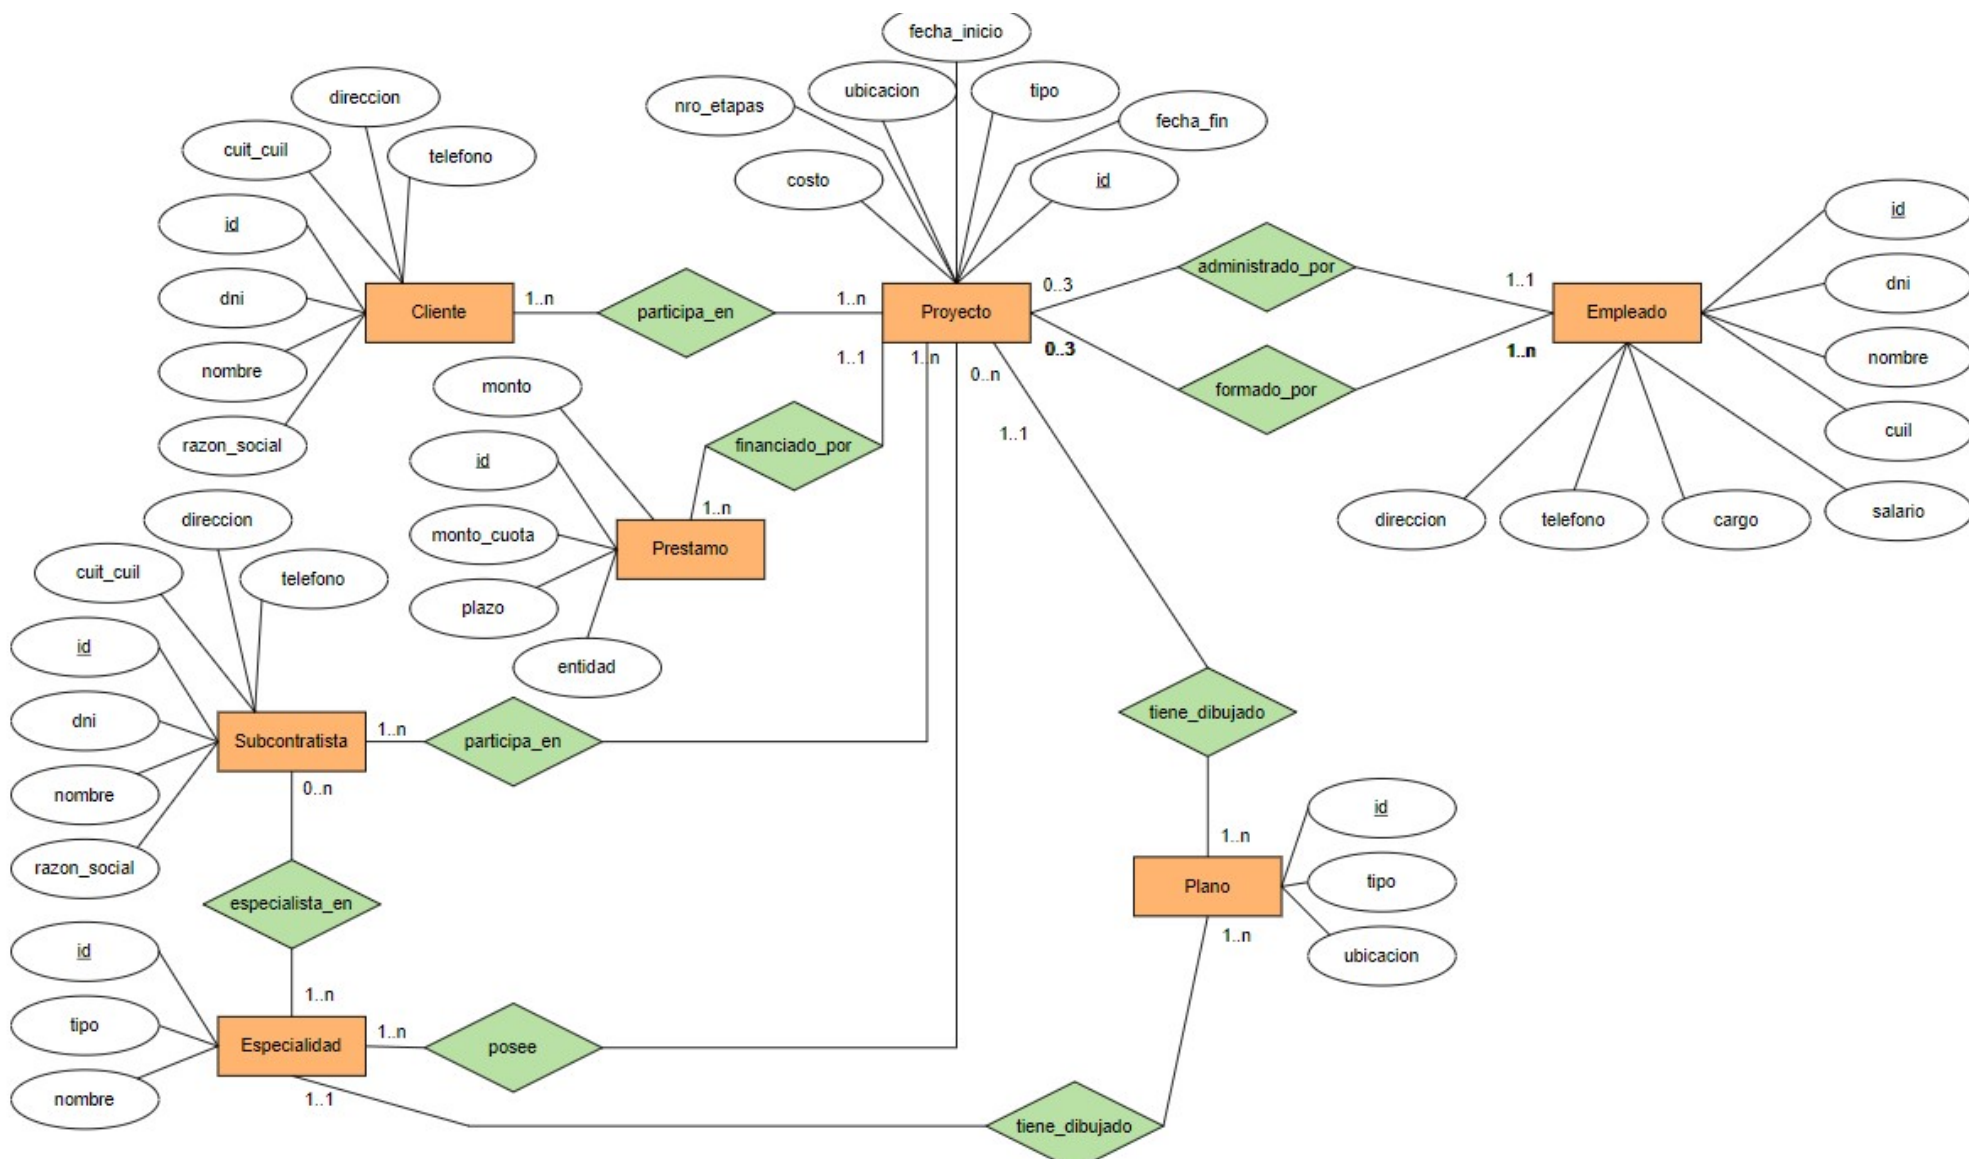 fecha_inicio
direccion
ubicacion
tipo
nro_etapas
fecha_fin
cuit_cuil
telefono
costo
id
id
id
dni
administrado_por
0..3
1..1
dni
1..n
1..n
Cliente
participa_en
Proyecto
Empleado
0..3
1..n
1..1
1..n
0..n
nombre
nombre
monto
formado_por
razon_social
financiado_por
1..1
cuil
id
1..n
direccion
telefono
cargo
salario
direccion
monto_cuota
Prestamo
cuit_cuil
telefono
plazo
id
entidad
dni
1..n
Subcontratista
participa_en
tiene_dibujado
0..n
nombre
id
1..n
razon_social
Plano
tipo
especialista_en
1..n
id
ubicacion
1..n
tipo
1..n
Especialidad
posee
nombre
1..1
tiene_dibujado